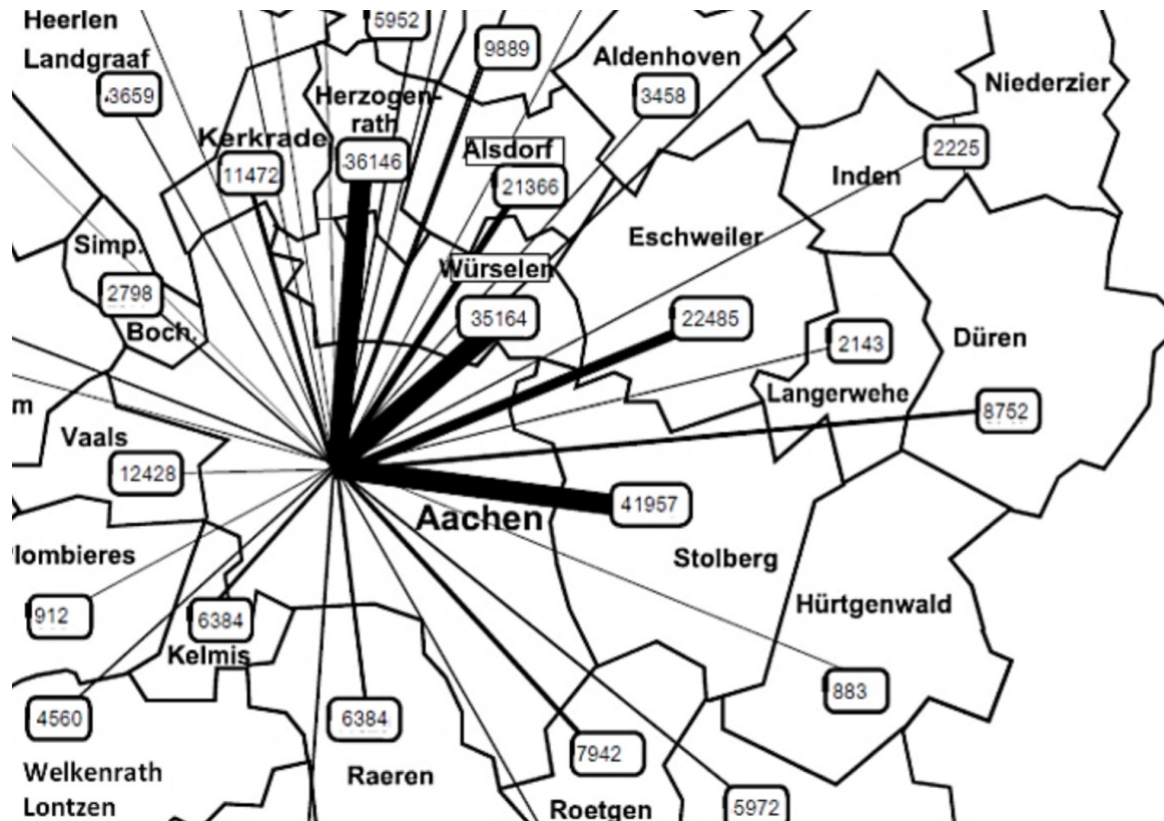 Heerlen
5952
9889
Landgraaf
Aldenhoven
Niederzier
3659
Herzogen-
rath
3458
Kerkrade
36146
Alsdorf
2225
11472
21366
Inden
Simp.
Eschweiler
Würselen
2798
35164
22485
Boch.
2143
Düren
m
Langerwehe
8752
Vaals
12428
41957
Aachen
lombieres
Stolberg
912
6384
Hürtgenwald
Kelmis
883
4560
6384
7942
Welkenrath
Lontzen
Raeren
Roetgen
5972